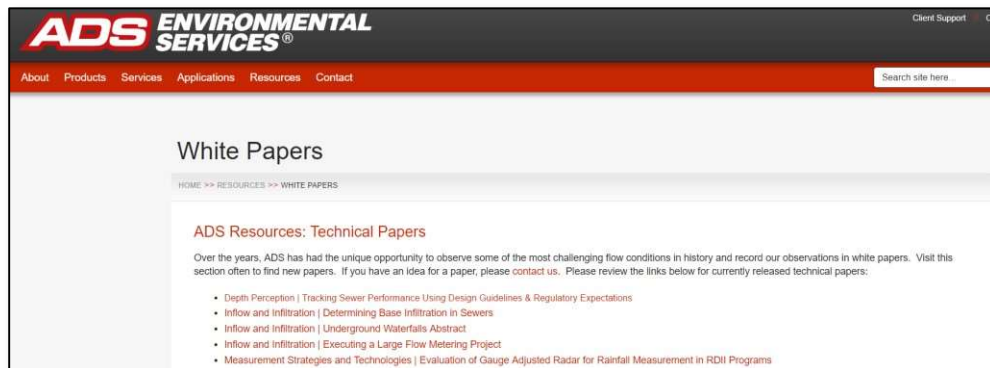 ADS ENVIRONMENTAL SERVICES®
Client Support
About Products Services Applications Resources Contact
Search site here...
White Papers
HOME >> RESOURCES >> WHITE PAPERS
ADS Resources: Technical Papers
Over the years, ADS has had the unique opportunity to observe some of the most challenging flow conditions in history and record our observations in white papers. Visit this
section often to find new papers. If you have an idea for a paper, please contact us. Please review the links below for currently released technical papers:
• Depth Perception | Tracking Sewer Performance Using Design Guidelines & Regulatory Expectations
• Inflow and Infiltration | Determining Base Infiltration in Sewers
• Inflow and Infiltration | Underground Waterfalls Abstract
• Inflow and Infiltration | Executing a Large Flow Metering Project
• Measurement Strategies and Technologies | Evaluation of Gauge Adjusted Radar for Rainfall Measurement in RDII Programs